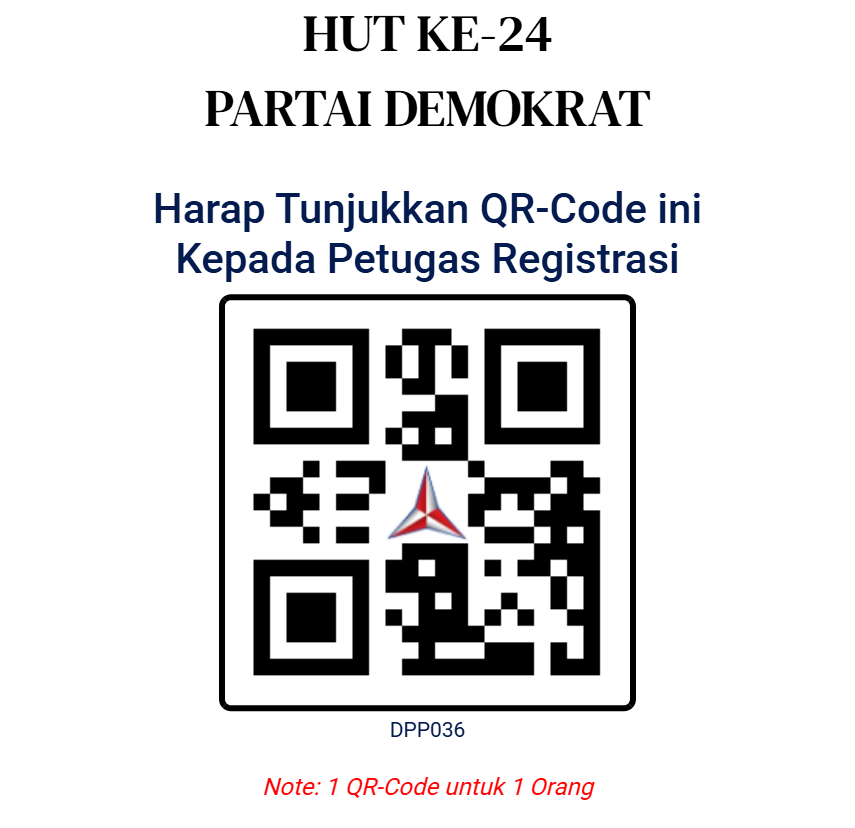 HUT KE-24
PARTAI DEMOKRAT
Harap Tunjukkan QR-Code ini
Kepada Petugas Registrasi
DPP036
Note: 1 QR-Code untuk 1 Orang